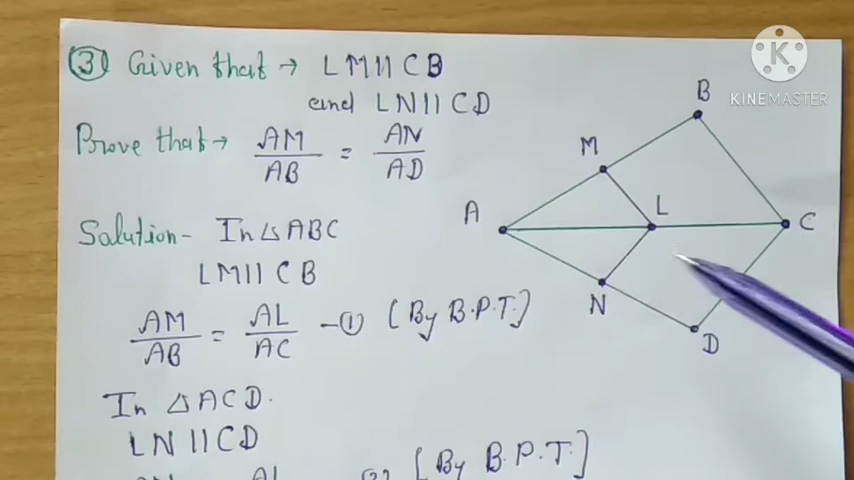 ③ Given that → LM||CB
and LN||CD
Prove that → AM/AB = AN/AD
Solution- In △ABC
LM||CB
AM/AB = AL/AC -① [By B.P.T.]
In △ACD.
LN||CD
AL [By B.P.T.]
A
M
B
L
C
N
D
KINEMASTER